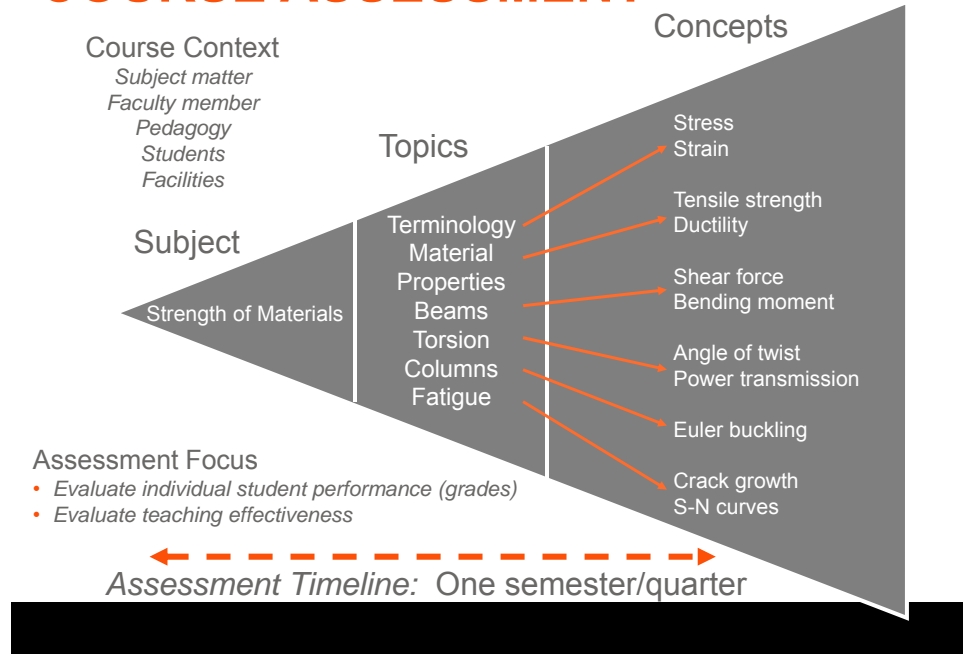 COURSE ASSESSMENT
Concepts
Course Context
Subject matter
Faculty member
Pedagogy
Students
Facilities
Topics
Subject
Strength of Materials
Terminology
Material
Properties
Beams
Torsion
Columns
Fatigue
Stress
Strain
Tensile strength
Ductility
Shear force
Bending moment
Angle of twist
Power transmission
Euler buckling
Crack growth
S-N curves
Assessment Focus
• Evaluate individual student performance (grades)
• Evaluate teaching effectiveness
Assessment Timeline: One semester/quarter